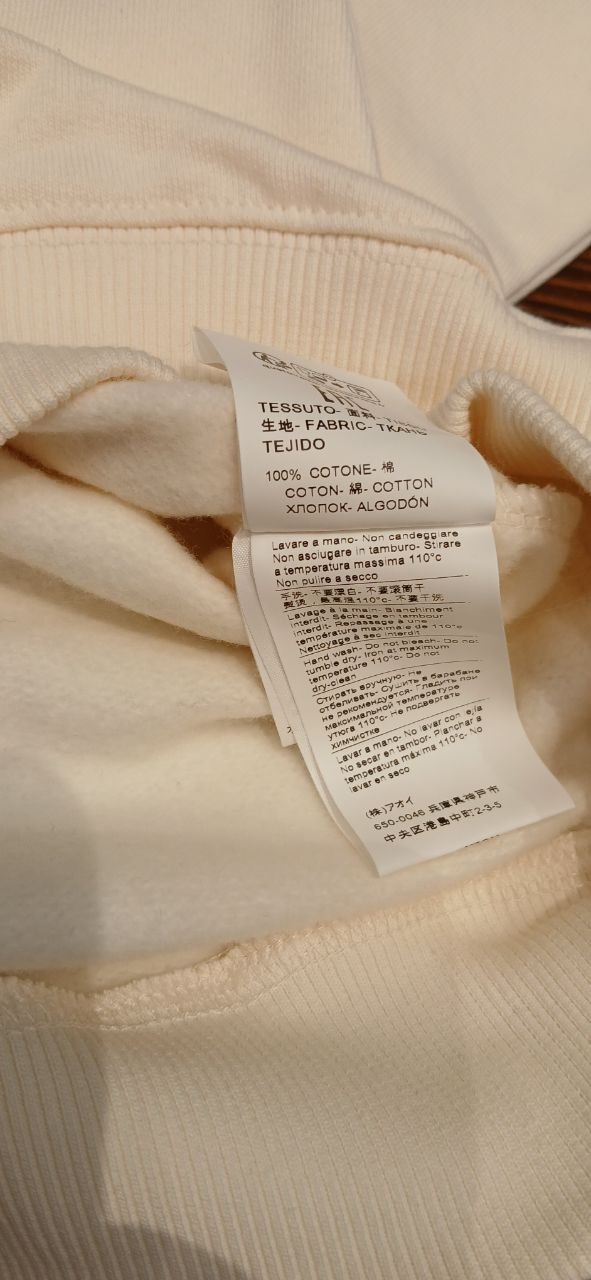 TESSUTO- 面料-
生地- FABRIC- ТКАНЬ
TEJIDO
100% COTONE- 棉
COTON- 綿- COTTON
ХЛОПОК- ALGODÓN
Lavare a mano- Non candeggiare
Non asciugare in tamburo- Stirare
a temperatura massima 110°c
Non pulire a secco
手洗- 不要漂白- 不要滚筒干
最高温110°c- 不要干洗
Lavage à la main- Blanchiment
interdit- Séchage en tambour
interdit- Repassage à une
température maximale de 110°c
Nettoyage à sec interdit
Hand wash- Do not bleach- Do not
tumble dry- Iron at maximum
temperature 110°c- Do not
dry-clean
Стирать вручную- Не
отбеливать- Сушить в барабане
не рекомендуется- Гладить при
максимальной температуре
утюга 110°c- Не подвергать
химчистке
Lavar a mano- No lavar con lejía
No secar en tambor- Planchar a
temperatura máxima 110°c- No
lavar en seco
(株)アオイ
650-0046 兵庫県神戸市
中央区港島中町2-3-5